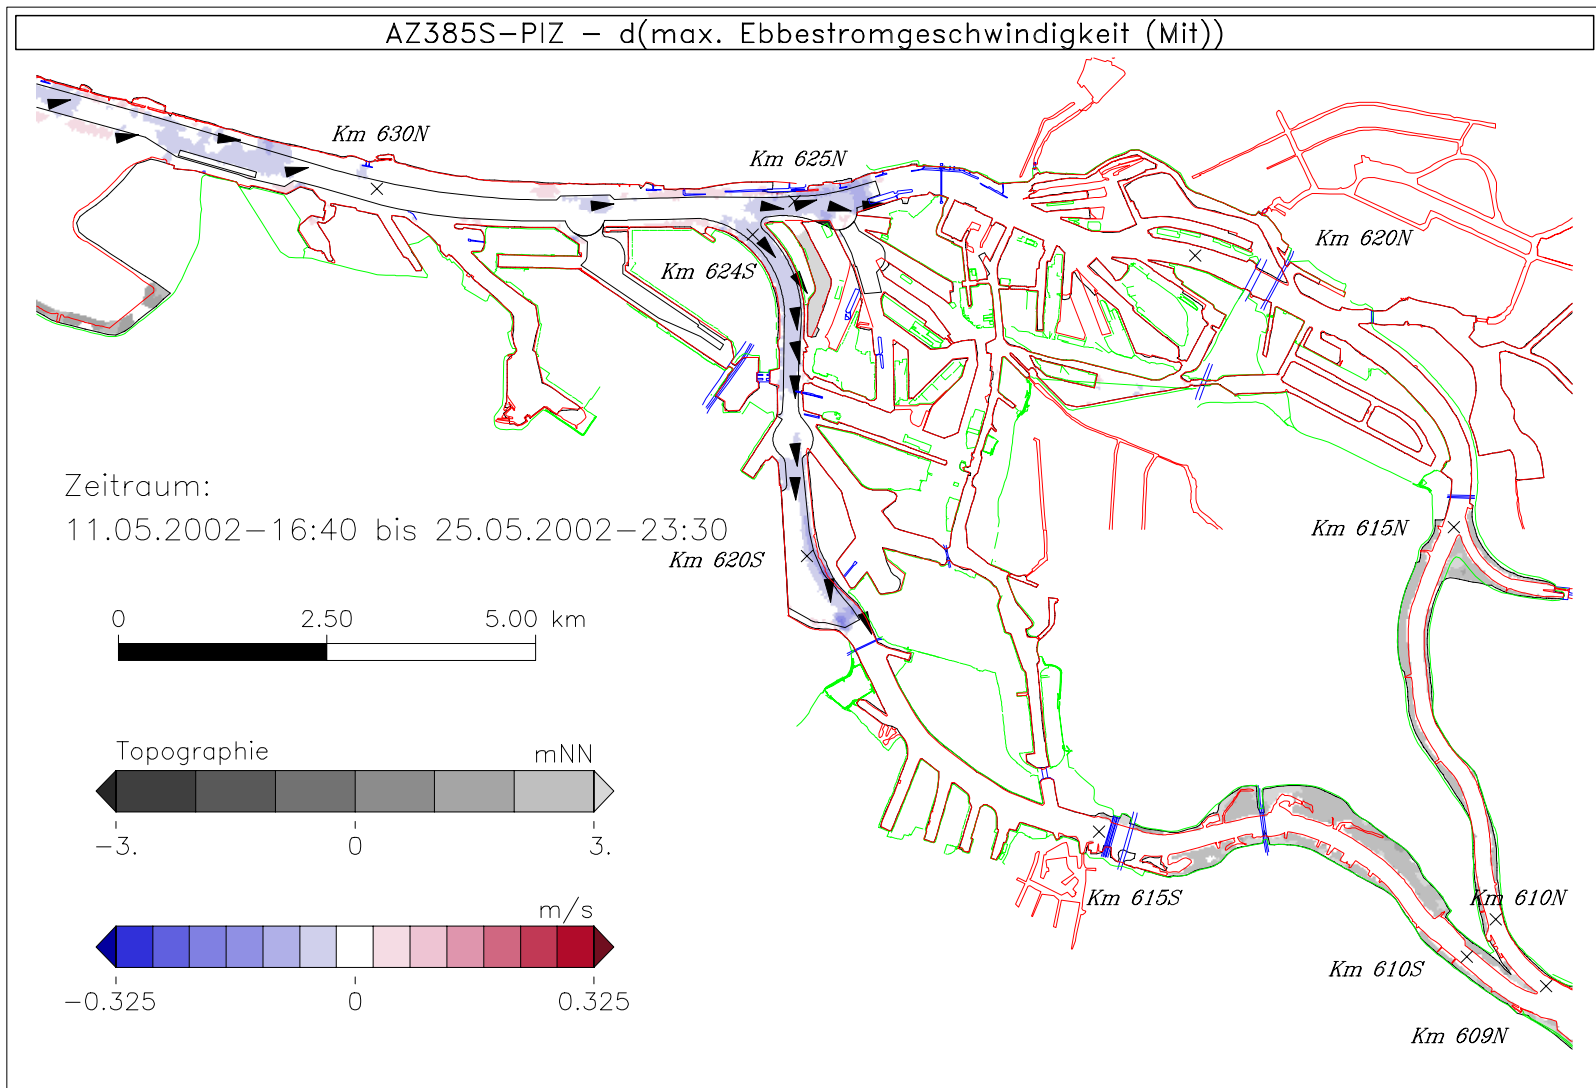 AZ385S-PIZ - d(max. Ebbestromgeschwindigkeit (Mit))
Km 630N
Km 625N
Km 620N
Km 624S
Zeitraum:
11.05.2002-16:40 bis 25.05.2002-23:30
Km 615N
Km 620S
0 2.50 5.00 km
Topographie mNN
-3. 0 3.
Km 615S
Km 610N
m/s
Km 610S
-0.325 0 0.325
Km 609N